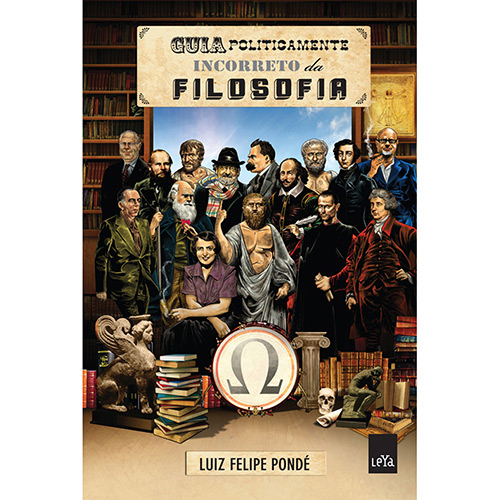 GUIA POLITICAMENTE
INCORRETO da
FILOSOFIA
Ω
LUIZ FELIPE PONDÉ
LeYa